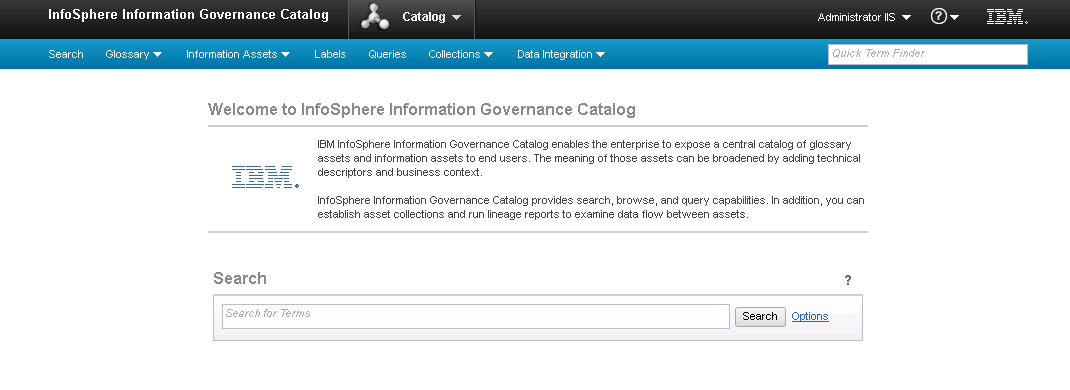 InfoSphere Information Governance Catalog Catalog Administrator IIS ? IBM.
Search Glossary Information Assets Labels Queries Collections Data Integration Quick Term Finder
Welcome to InfoSphere Information Governance Catalog
IBM InfoSphere Information Governance Catalog enables the enterprise to expose a central catalog of glossary
assets and information assets to end users. The meaning of those assets can be broadened by adding technical
descriptors and business context.
IBM.
InfoSphere Information Governance Catalog provides search, browse, and query capabilities. In addition, you can
establish asset collections and run lineage reports to examine data flow between assets.
Search ?
Search for Terms Search Options